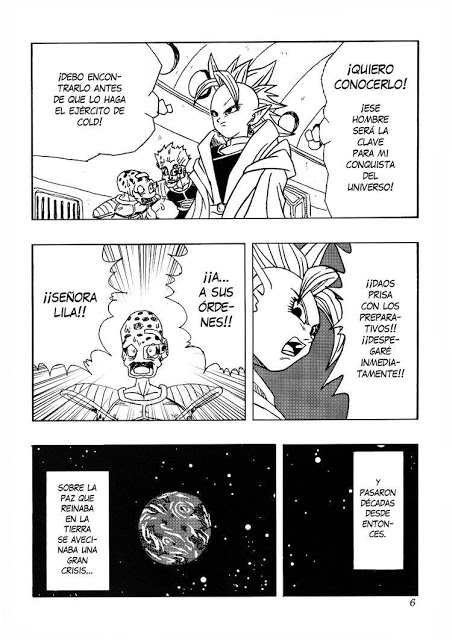 ¡QUIERO
CONOCERLO!
¡ESE
HOMBRE
SERÁ LA
CLAVE
PARA MI
CONQUISTA
DEL
UNIVERSO!
¡DEBO ENCON-
TRARLO ANTES
DE QUE LO HAGA
EL EJÉRCITO DE
COLD!
¡¡DAOS
PRISA
CON LOS
PREPARA-
TIVOS!!
¡¡DESPE-
GARÉ
INMEDIA-
TAMENTE!!
¡¡A...
A SUS
ÓRDE-
NES!!
¡¡SEÑORA
LILA!!
Y
PASARON
DÉCADAS
DESDE
ENTON-
CES.
SOBRE LA
PAZ QUE
REINABA
EN LA
TIERRA
SE AVECI-
NABA UNA
GRAN
CRISIS...
6